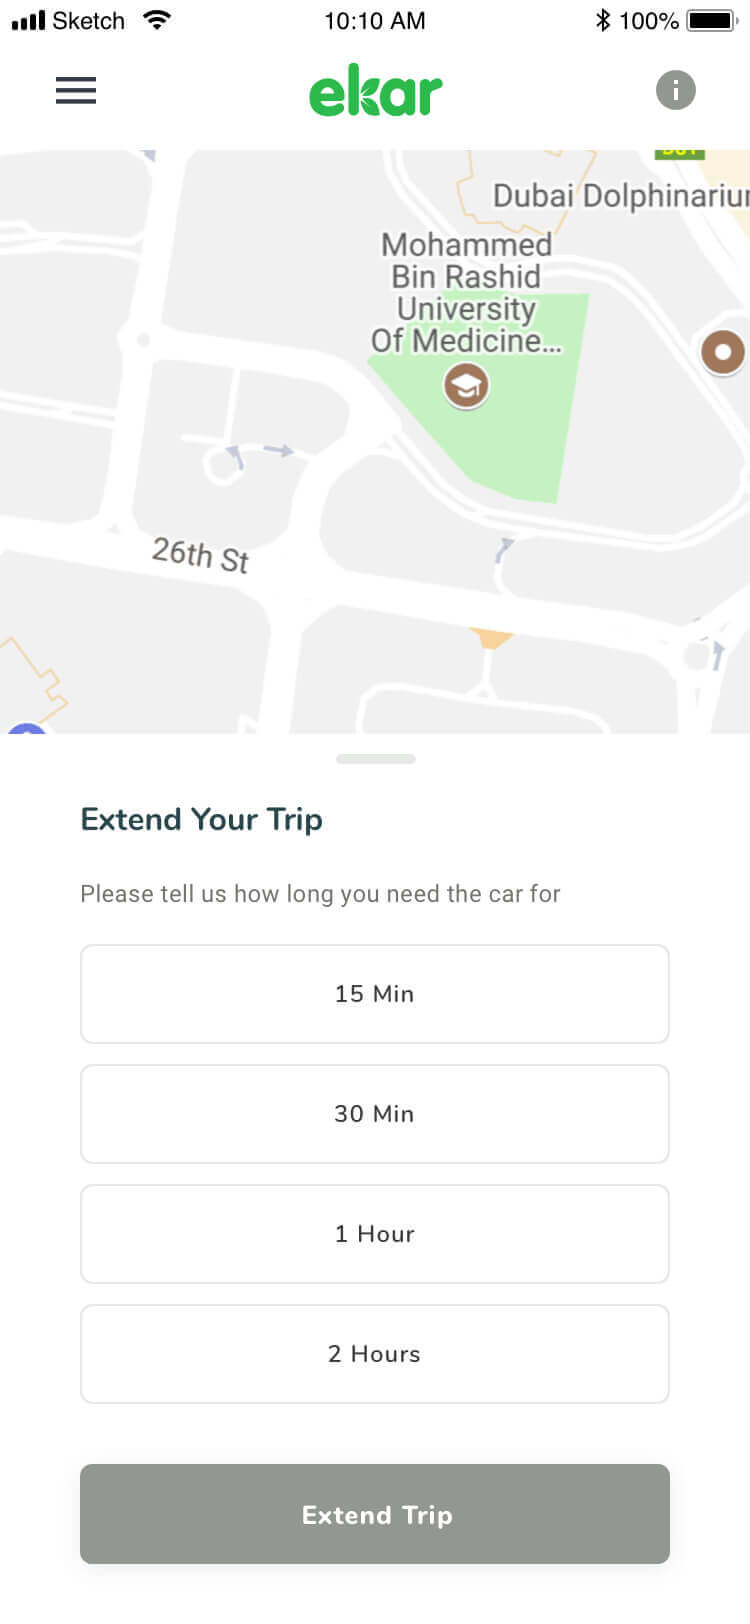 Sketch 10:10 AM 100%
ekar
Dubai Dolphinariur
Mohammed
Bin Rashid
University
Of Medicine...
26th St
Extend Your Trip
Please tell us how long you need the car for
15 Min
30 Min
1 Hour
2 Hours
Extend Trip